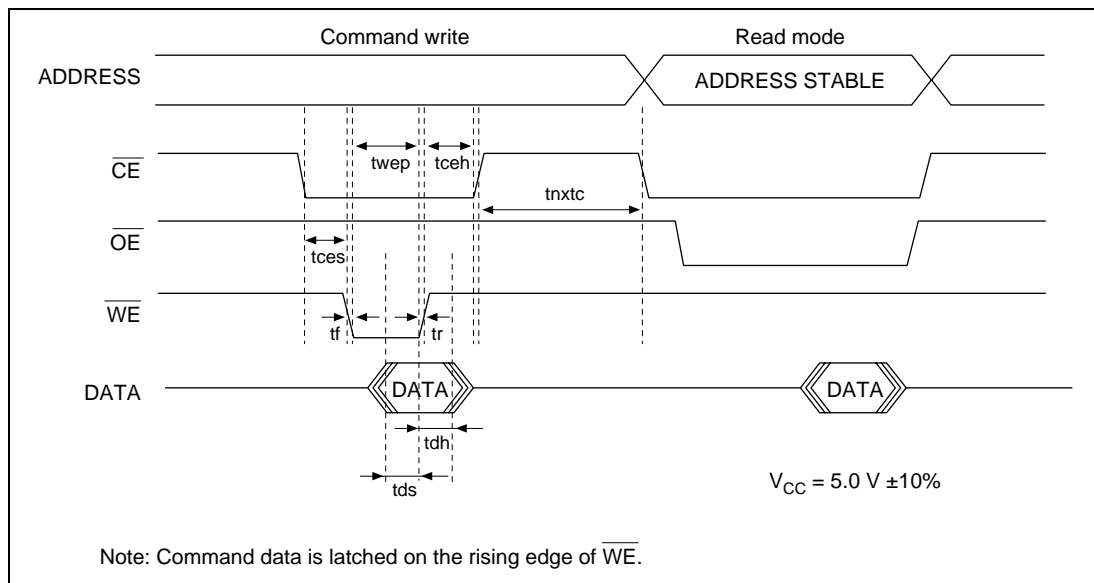 Command write Read mode
ADDRESS ADDRESS STABLE
twep tceh
CE
tnxtc
OE
tces
WE
tf tr
DATA DATA DATA
tdh
tds
VCC = 5.0 V ±10%
Note: Command data is latched on the rising edge of WE.